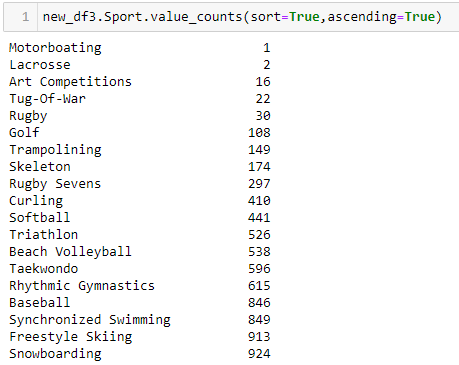 1 new_df3.Sport.value_counts(sort=True,ascending=True)
Motorboating 1
Lacrosse 2
Art Competitions 16
Tug-Of-War 22
Rugby 30
Golf 108
Trampolining 149
Skeleton 174
Rugby Sevens 297
Curling 410
Softball 441
Triathlon 526
Beach Volleyball 538
Taekwondo 596
Rhythmic Gymnastics 615
Baseball 846
Synchronized Swimming 849
Freestyle Skiing 913
Snowboarding 924